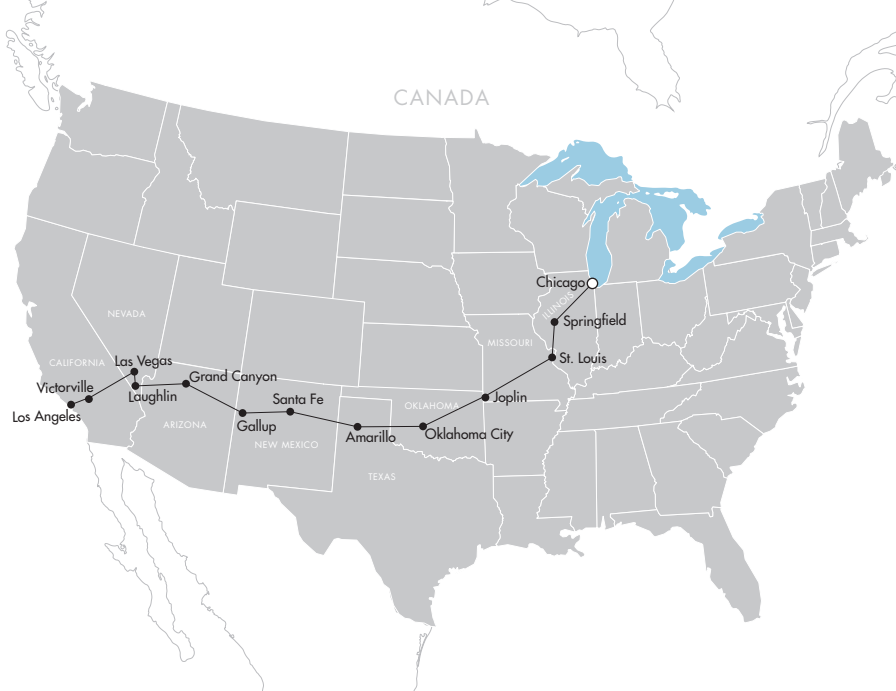 CANADA
Chicago
ILLINOIS
NEVADA
Springfield
MISSOURI
St. Louis
CALIFORNIA
Las Vegas
Grand Canyon
Victorville
Laughlin
Santa Fe
Joplin
OKLAHOMA
Los Angeles
ARIZONA
Gallup
Amarillo
Oklahoma City
NEW MEXICO
TEXAS